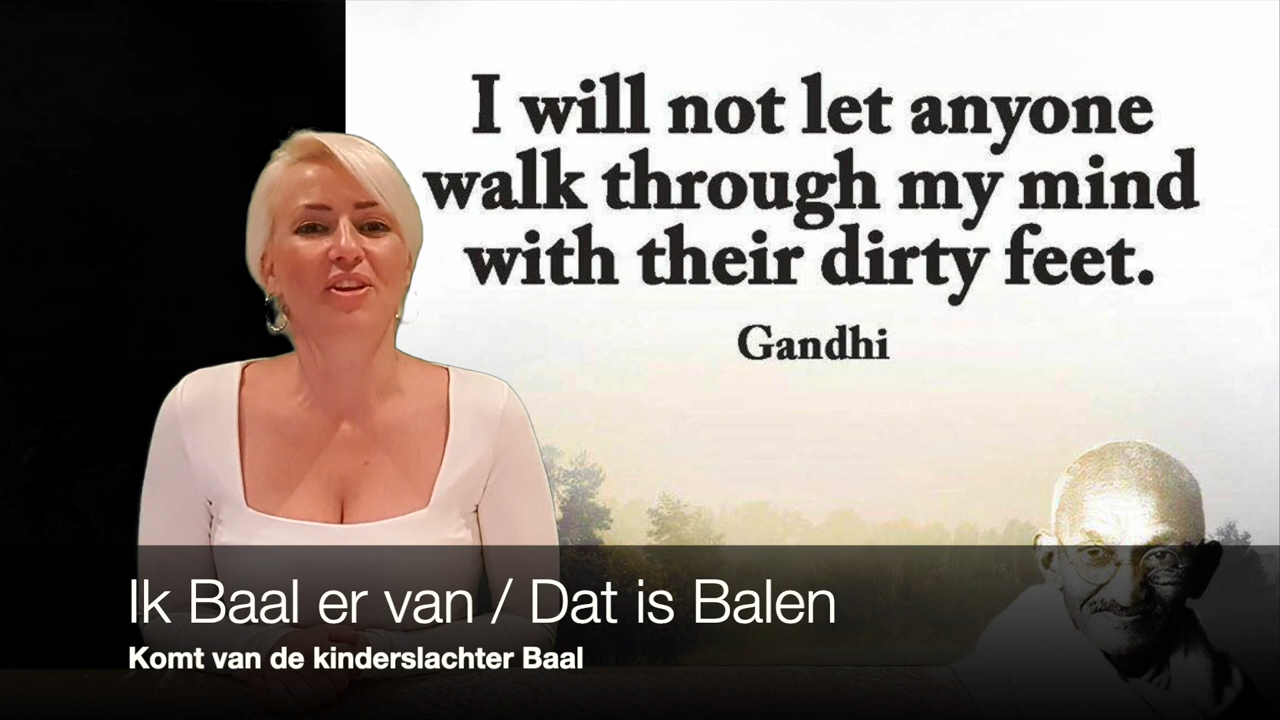 I will not let anyone
walk through my mind
with their dirty feet.
Gandhi
Ik Baal er van / Dat is Balen
Komt van de kinderslachter Baal